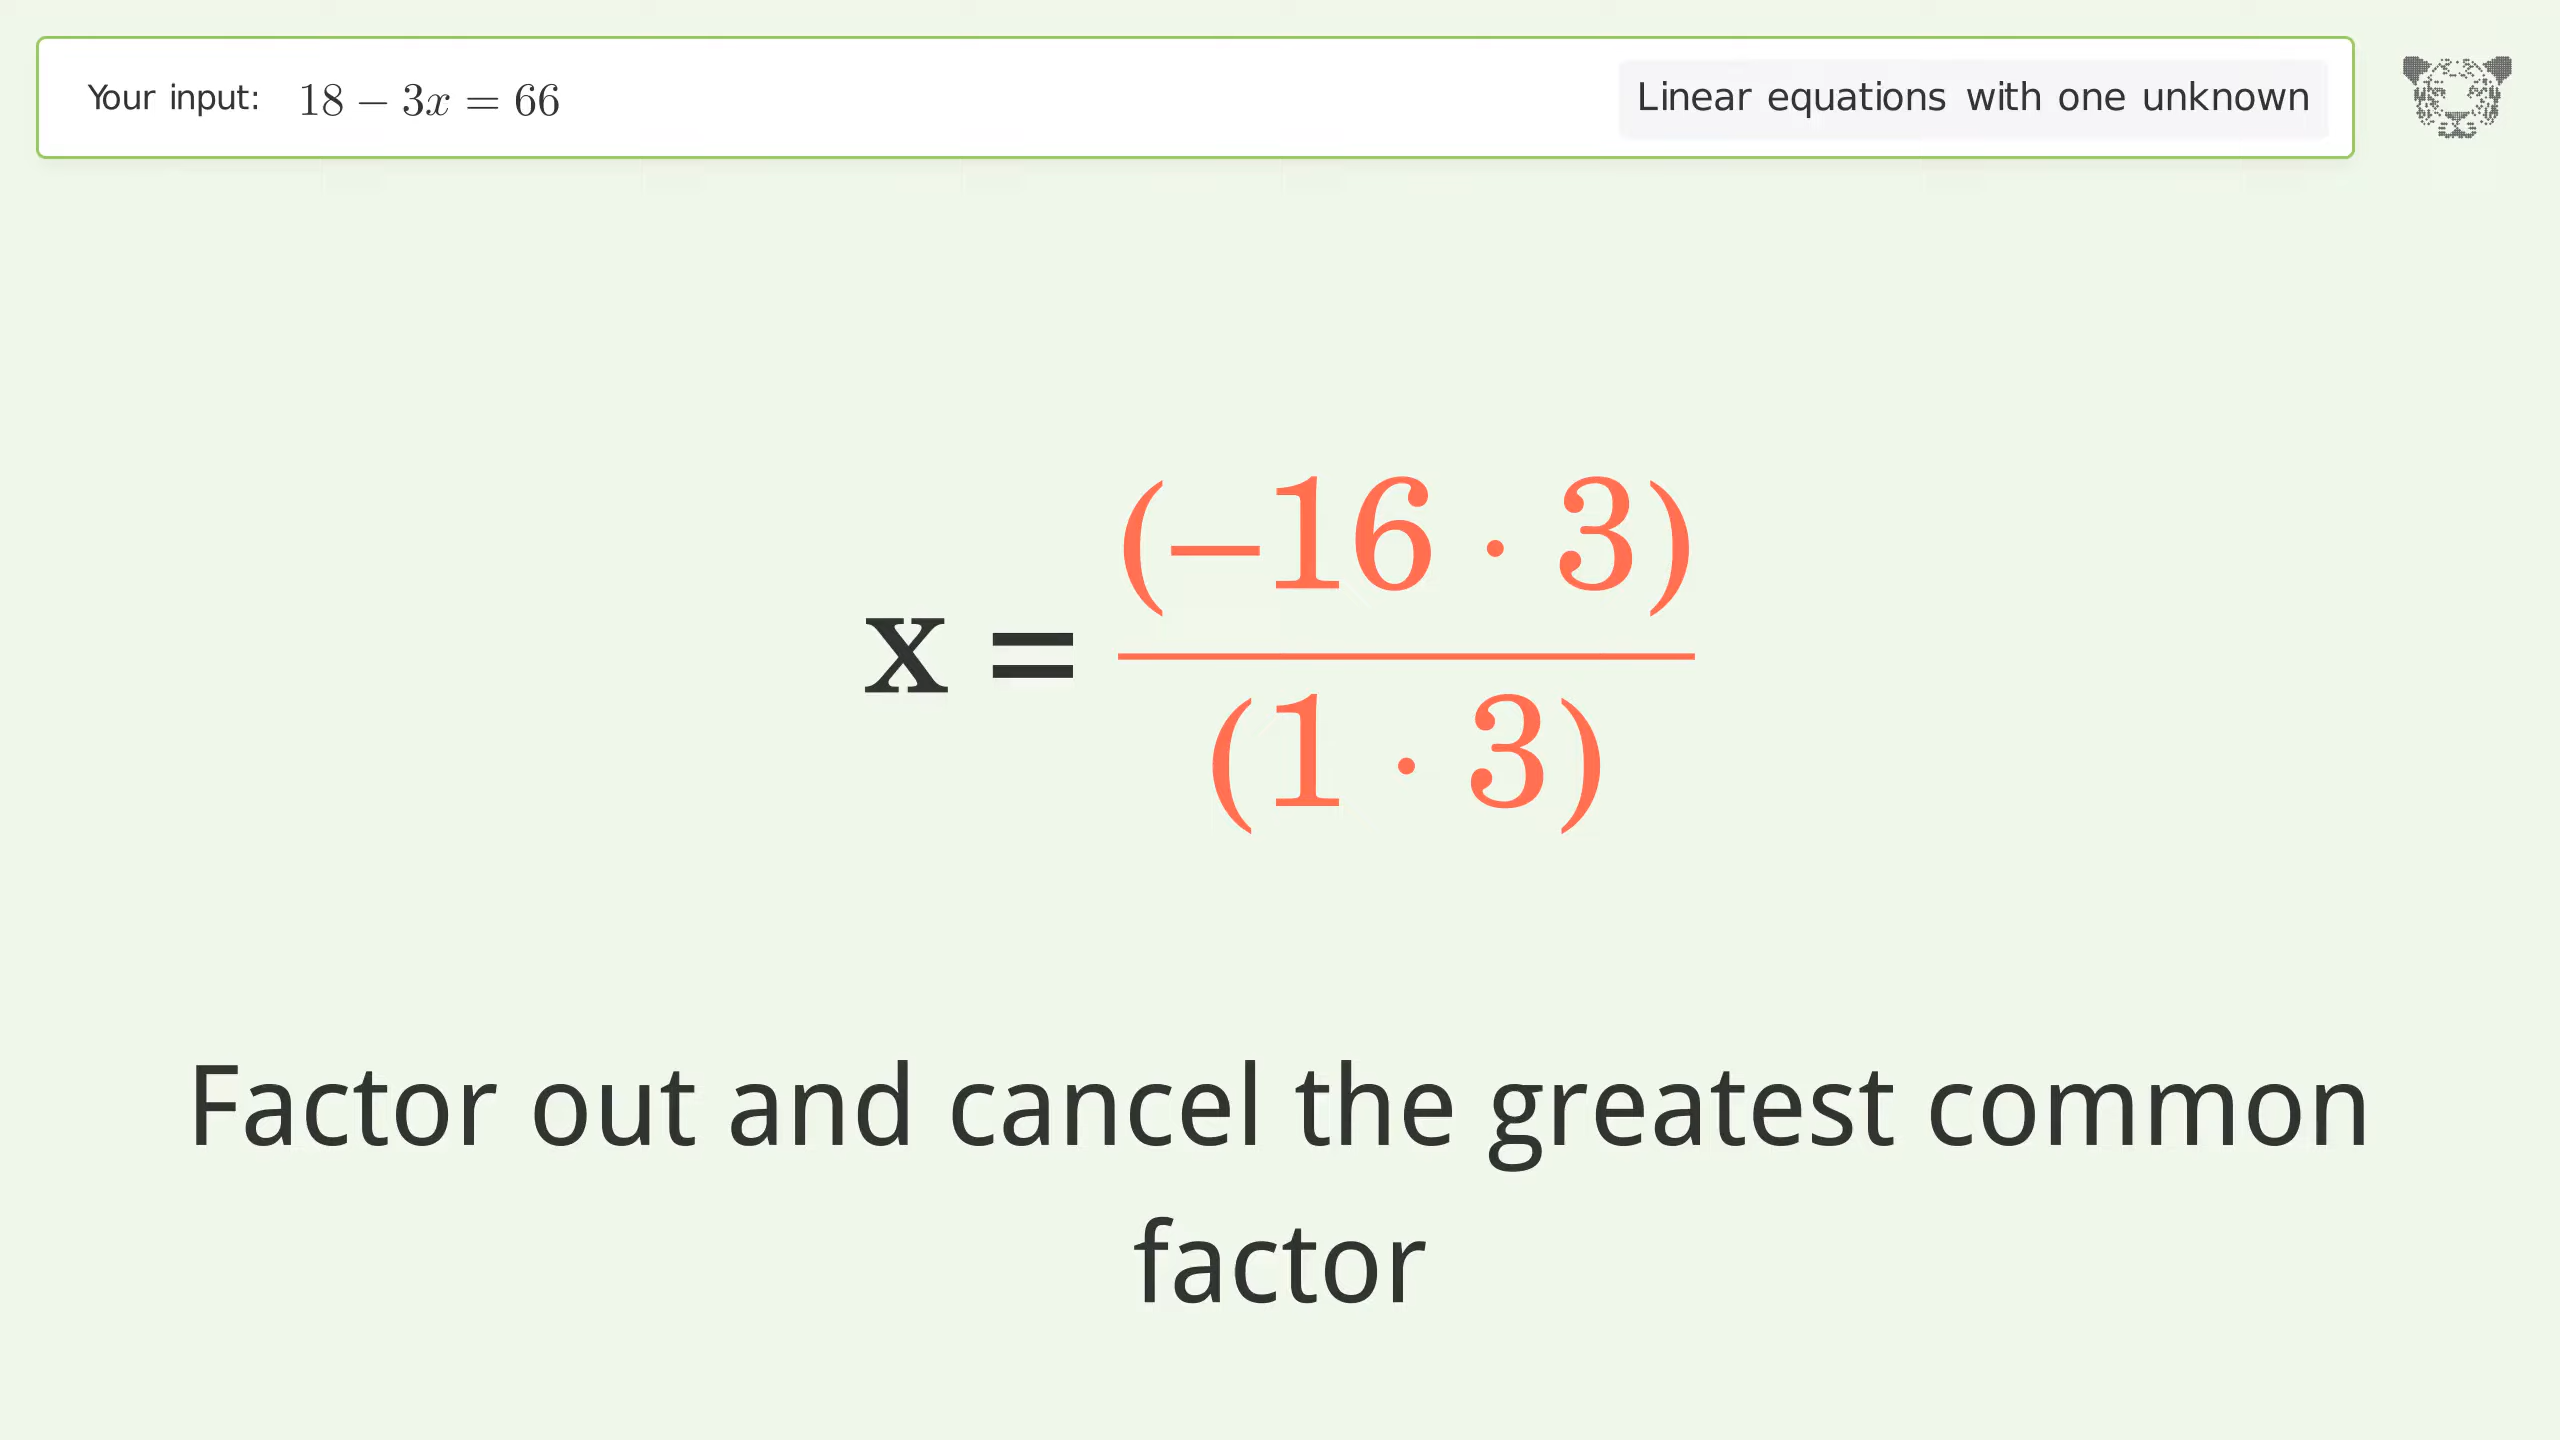 Your input: 18 − 3x = 66
Linear equations with one unknown
x = (−16 · 3) / (1 · 3)
Factor out and cancel the greatest common
factor